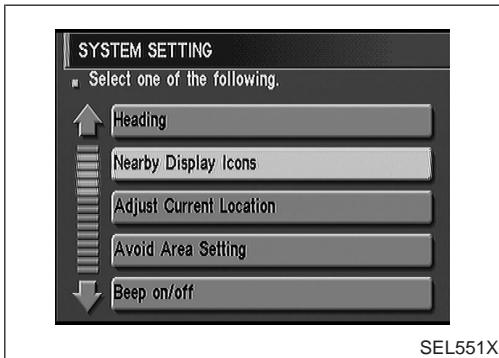 SYSTEM SETTING
Select one of the following.
Heading
Nearby Display Icons
Adjust Current Location
Avoid Area Setting
Beep on/off
SEL551X